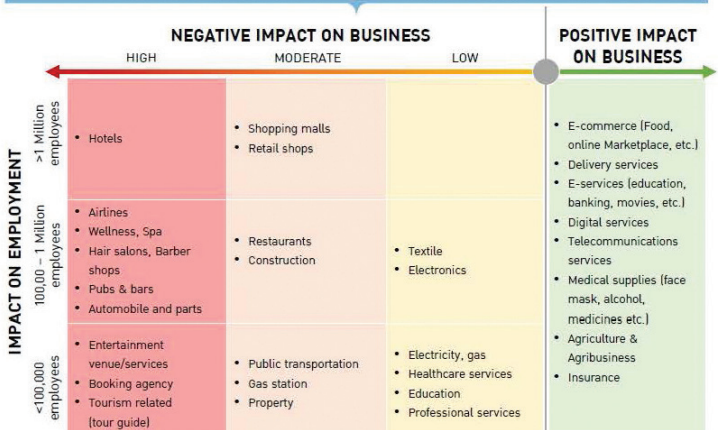 NEGATIVE IMPACT ON BUSINESS
POSITIVE IMPACT
ON BUSINESS
HIGH
MODERATE
LOW
IMPACT ON EMPLOYMENT
>1 Million
employees
• Hotels
• Shopping malls
• Retail shops
100,000 – 1 Million
employees
• Airlines
• Wellness, Spa
• Hair salons, Barber
shops
• Pubs & bars
• Automobile and parts
• Restaurants
• Construction
• Textile
• Electronics
<100,000
employees
• Entertainment
venue/services
• Booking agency
• Tourism related
(tour guide)
• Public transportation
• Gas station
• Property
• Electricity, gas
• Healthcare services
• Education
• Professional services
• E-commerce (Food,
online Marketplace, etc.)
• Delivery services
• E-services (education,
banking, movies, etc.)
• Digital services
• Telecommunications
services
• Medical supplies (face
mask, alcohol,
medicines etc.)
• Agriculture &
Agribusiness
• Insurance